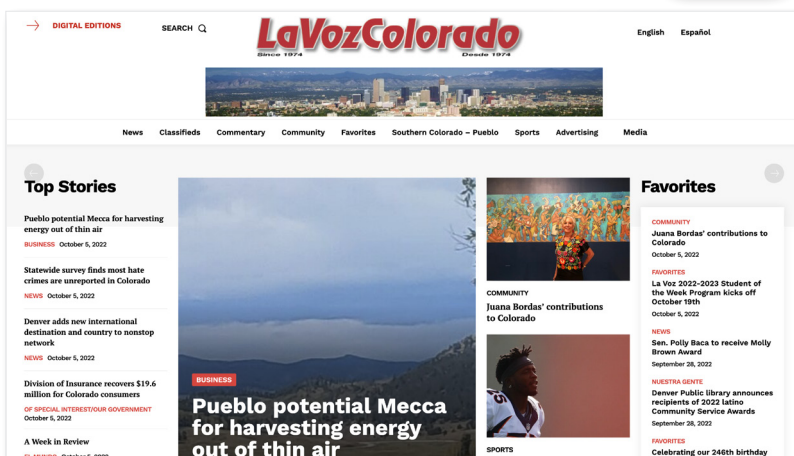 DIGITAL EDITIONS
SEARCH
LaVozColorado
Since 1974
Desde 1974
English
Español
News
Classifieds
Commentary
Community
Favorites
Southern Colorado – Pueblo
Sports
Advertising
Media
Top Stories
Pueblo potential Mecca for harvesting
energy out of thin air
BUSINESS October 5, 2022
Statewide survey finds most hate
crimes are unreported in Colorado
NEWS October 5, 2022
Denver adds new international
destination and country to nonstop
network
NEWS October 5, 2022
Division of Insurance recovers $19.6
million for Colorado consumers
OF SPECIAL INTEREST/OUR GOVERNMENT
October 5, 2022
A Week in Review
EL MUNDO October 5, 2022
BUSINESS
Pueblo potential Mecca
for harvesting energy
out of thin air
COMMUNITY
Juana Bordas’ contributions
to Colorado
SPORTS
Favorites
COMMUNITY
Juana Bordas’ contributions to
Colorado
October 5, 2022
FAVORITES
La Voz 2022-2023 Student of
the Week Program kicks off
October 19th
October 5, 2022
NEWS
Sen. Polly Baca to receive Molly
Brown Award
September 28, 2022
NUESTRA GENTE
Denver Public library announces
recipients of 2022 latino
Community Service Awards
September 28, 2022
FAVORITES
Celebrating our 246th birthday